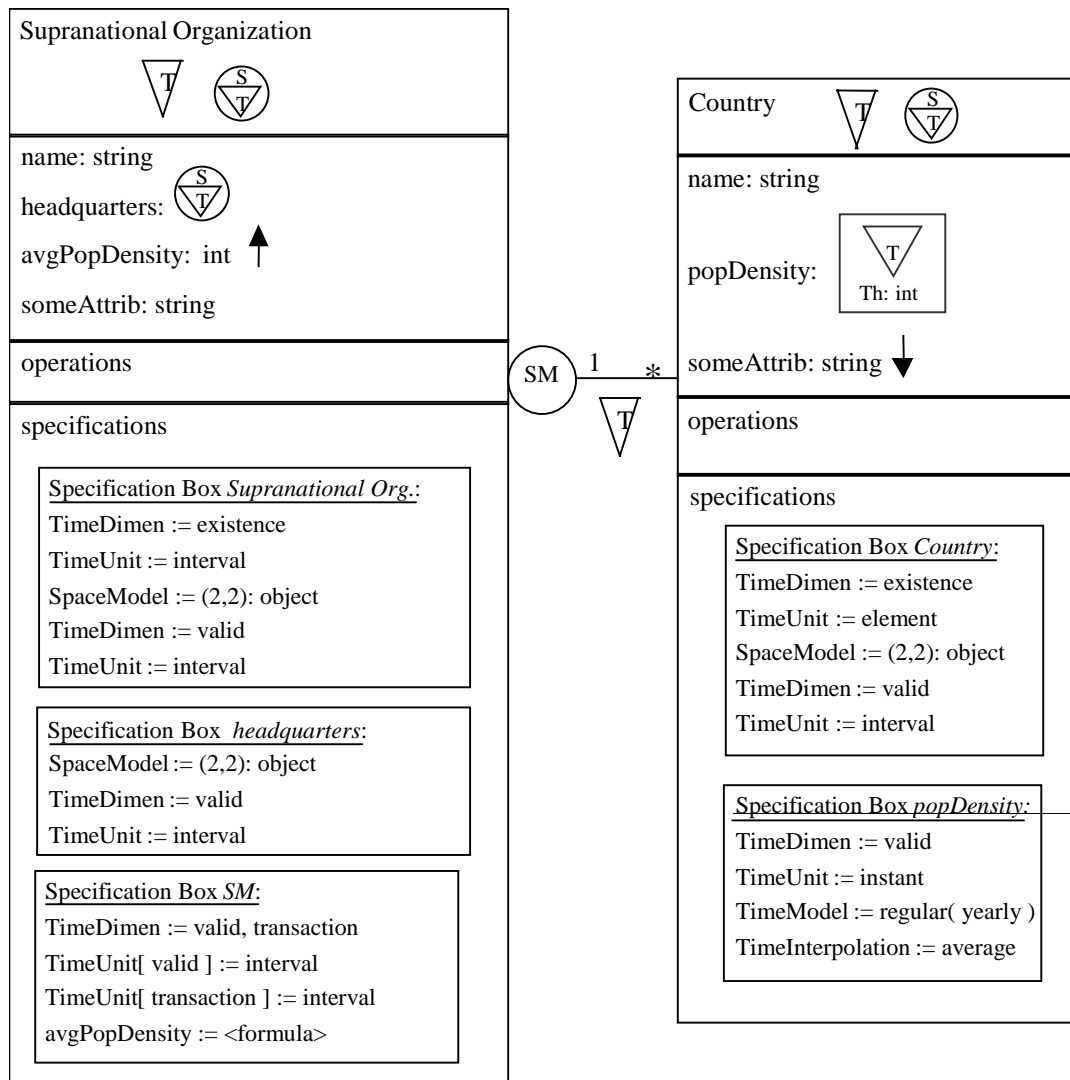 Supranational Organization
T
S
T
name: string
headquarters:
S
T
avgPopDensity: int
someAttrib: string
operations
specifications
Specification Box Supranational Org.:
TimeDimen := existence
TimeUnit := interval
SpaceModel := (2,2): object
TimeDimen := valid
TimeUnit := interval
Specification Box headquarters:
SpaceModel := (2,2): object
TimeDimen := valid
TimeUnit := interval
Specification Box SM:
TimeDimen := valid, transaction
TimeUnit[ valid ] := interval
TimeUnit[ transaction ] := interval
avgPopDensity := <formula>
SM
1
*
T
Country
T
S
T
name: string
popDensity:
T
Th: int
someAttrib: string
operations
specifications
Specification Box Country:
TimeDimen := existence
TimeUnit := element
SpaceModel := (2,2): object
TimeDimen := valid
TimeUnit := interval
Specification Box popDensity:
TimeDimen := valid
TimeUnit := instant
TimeModel := regular( yearly )
TimeInterpolation := average